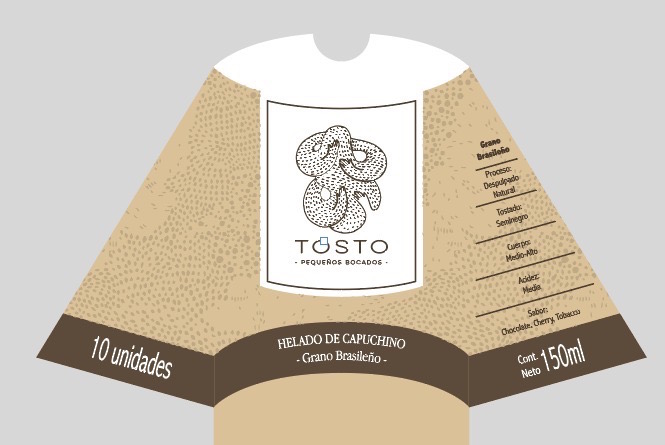 TOSTO
- PEQUEÑOS BOCADOS -
Grano
Brasileño
Proceso:
Despulpado
Natural
Tostado:
Seminegro
Cuerpo:
Medio-Alto
Acidez:
Media
Sabor:
Chocolate, Cherry, Tobacco
10 unidades
HELADO DE CAPUCHINO
- Grano Brasileño -
Cont.
Neto
150ml